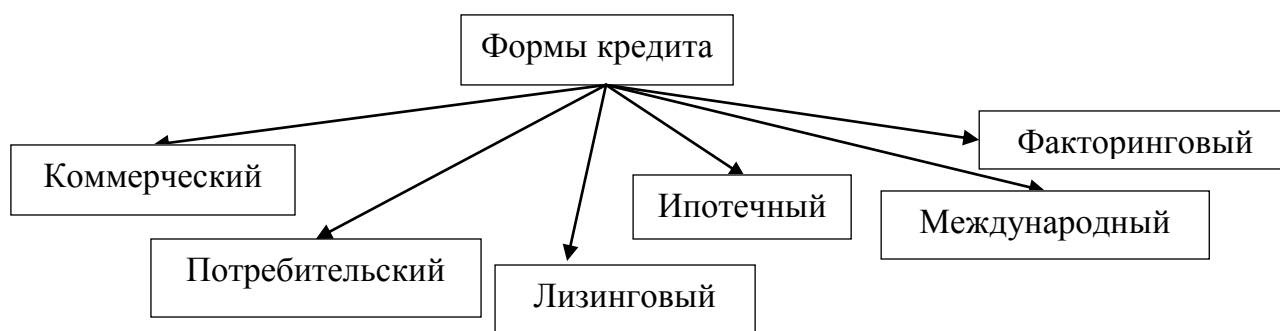 Формы кредита
Факторинговый
Коммерческий
Ипотечный
Международный
Потребительский
Лизинговый